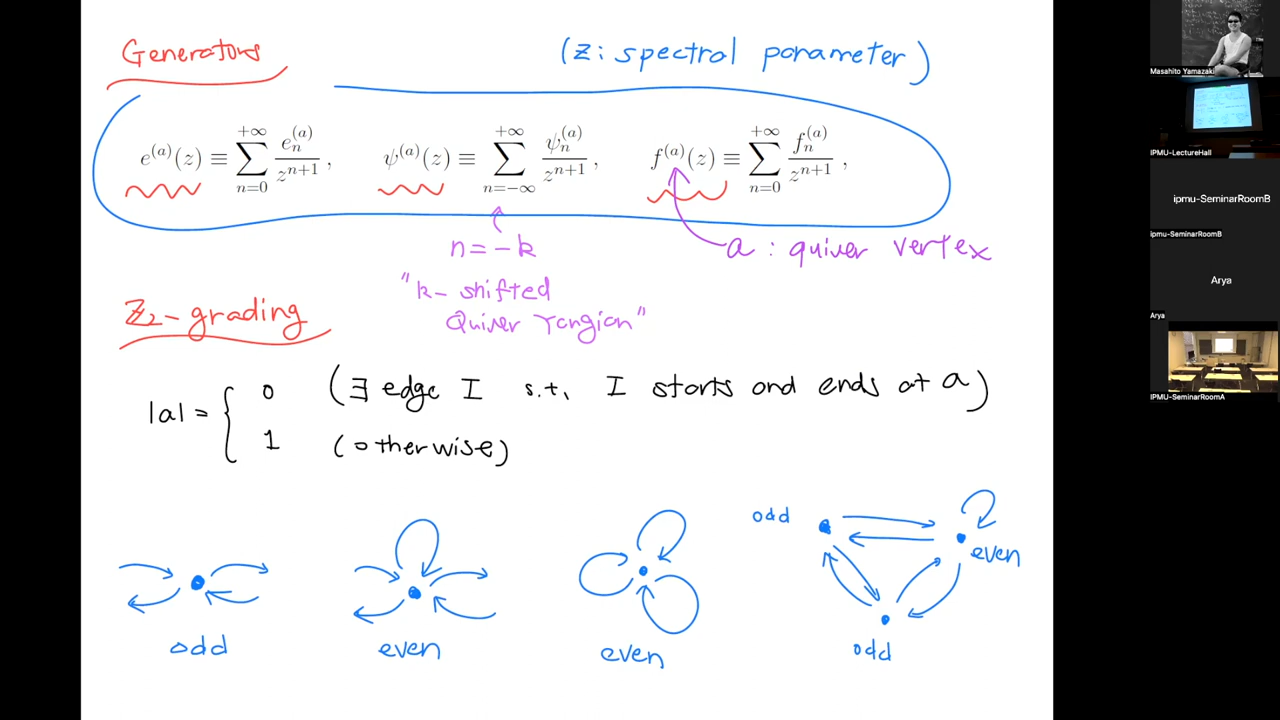 Generators
(z: spectral parameter)
e^{(a)}(z) ≡ \sum_{n=0}^{+∞} \frac{e_n^{(a)}}{z^{n+1}} , ψ^{(a)}(z) ≡ \sum_{n=-∞}^{+∞} \frac{ψ_n^{(a)}}{z^{n+1}} , f^{(a)}(z) ≡ \sum_{n=0}^{+∞} \frac{f_n^{(a)}}{z^{n+1}} ,
n = -k
a : quiver vertex
"k-shifted
Quiver Yangian"
Z₂-grading
|a| = { 0 (∃ edge I s.t. I starts and ends at a)
1 (otherwise)
odd
even
even
odd
even
odd
Masahito Yamazaki
IPMU-LectureHall
ipmu-SeminarRoomB
ipmu-SeminarRoomB
Arya
Arya
IPMU-SeminarRoomA